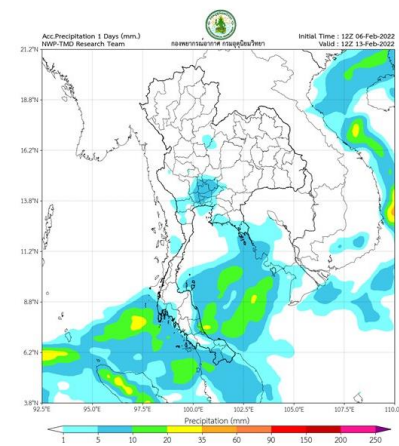 Acc.Precipitation 1 Days (mm.)
NWP-TMD Research Team
กองพยากรณ์อากาศ กรมอุตุนิยมวิทยา
Initial Time : 12Z 06-Feb-2022
Valid : 12Z 13-Feb-2022
21.2°N
18.8°N
16.2°N
13.8°N
11.2°N
8.8°N
6.2°N
3.8°N
92.5°E 95.0°E 97.5°E 100.0°E 102.5°E 105.0°E 107.5°E 110.0
Precipitation (mm)
1 5 10 20 35 60 90 150 200 250